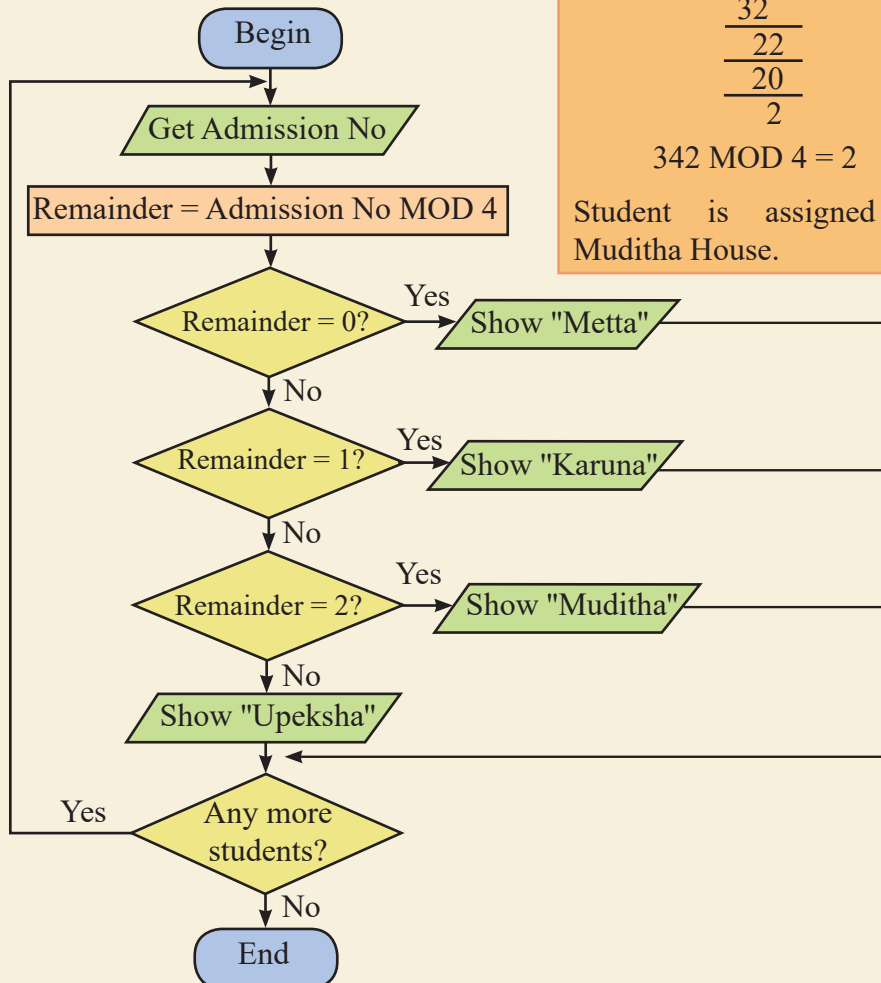 Begin
Get Admission No
Remainder = Admission No MOD 4
Remainder = 0?
Yes
Show "Metta"
No
Remainder = 1?
Yes
Show "Karuna"
No
Remainder = 2?
Yes
Show "Muditha"
No
Show "Upeksha"
Any more
students?
Yes
No
End
32
22
20
2
342 MOD 4 = 2
Student is assigned
Muditha House.